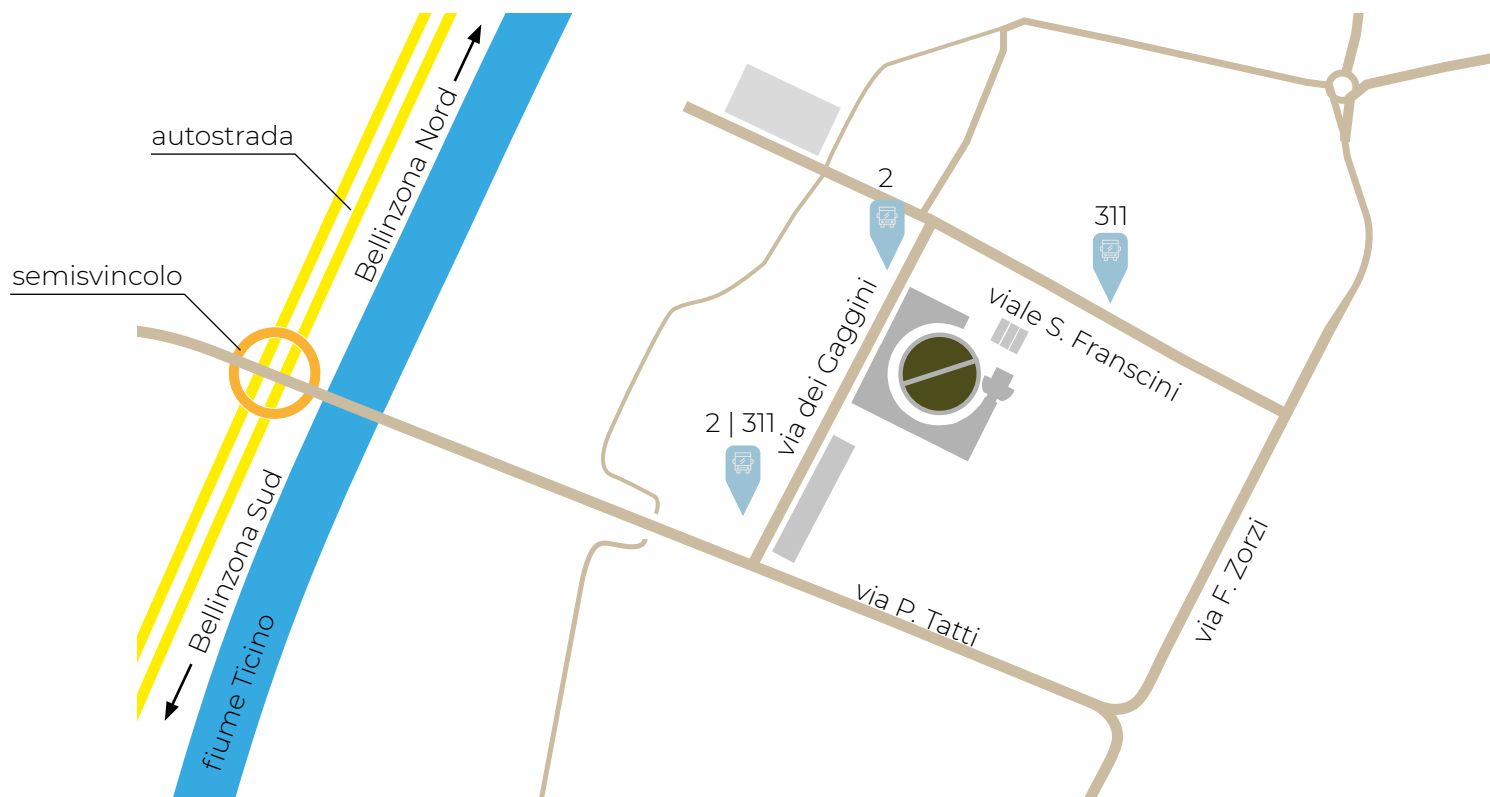 autostrada
Bellinzona Nord
2
311
semisvincolo
viale S. Franscini
via dei Gaggini
2 | 311
Bellinzona Sud
via F. Zorzi
via P. Tatti
fiume Ticino